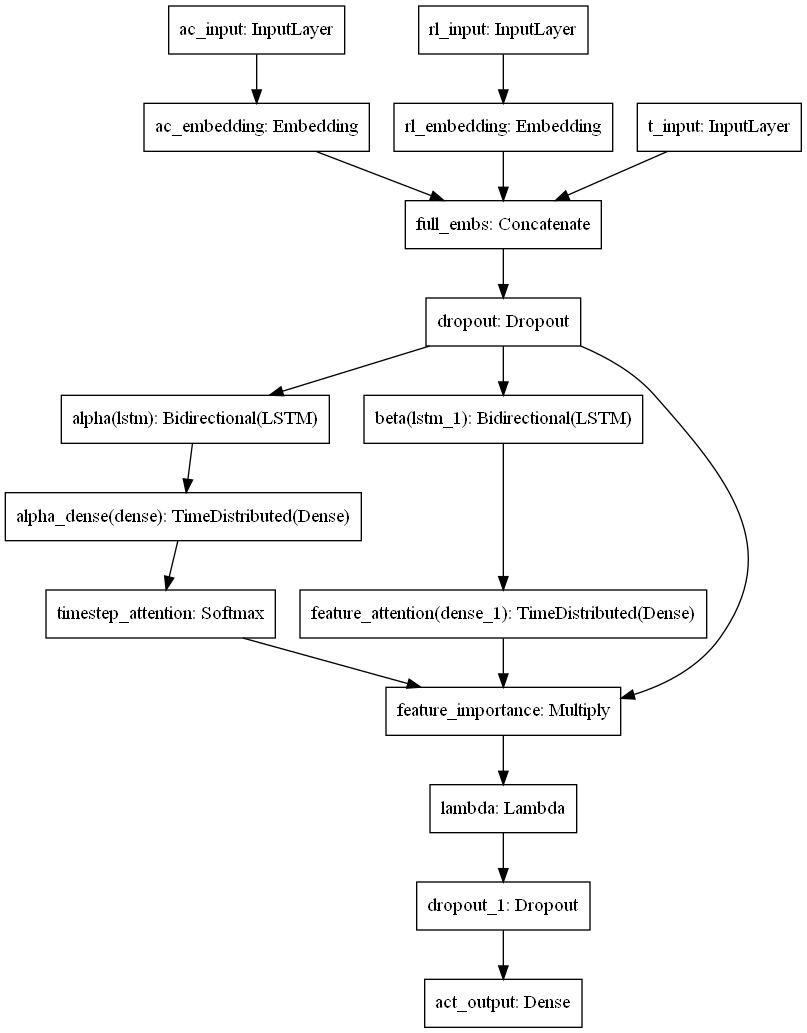 ac_input: InputLayer
rl_input: InputLayer
ac_embedding: Embedding
rl_embedding: Embedding
t_input: InputLayer
full_embs: Concatenate
dropout: Dropout
alpha(lstm): Bidirectional(LSTM)
beta(lstm_1): Bidirectional(LSTM)
alpha_dense(dense): TimeDistributed(Dense)
timestep_attention: Softmax
feature_attention(dense_1): TimeDistributed(Dense)
feature_importance: Multiply
lambda: Lambda
dropout_1: Dropout
act_output: Dense